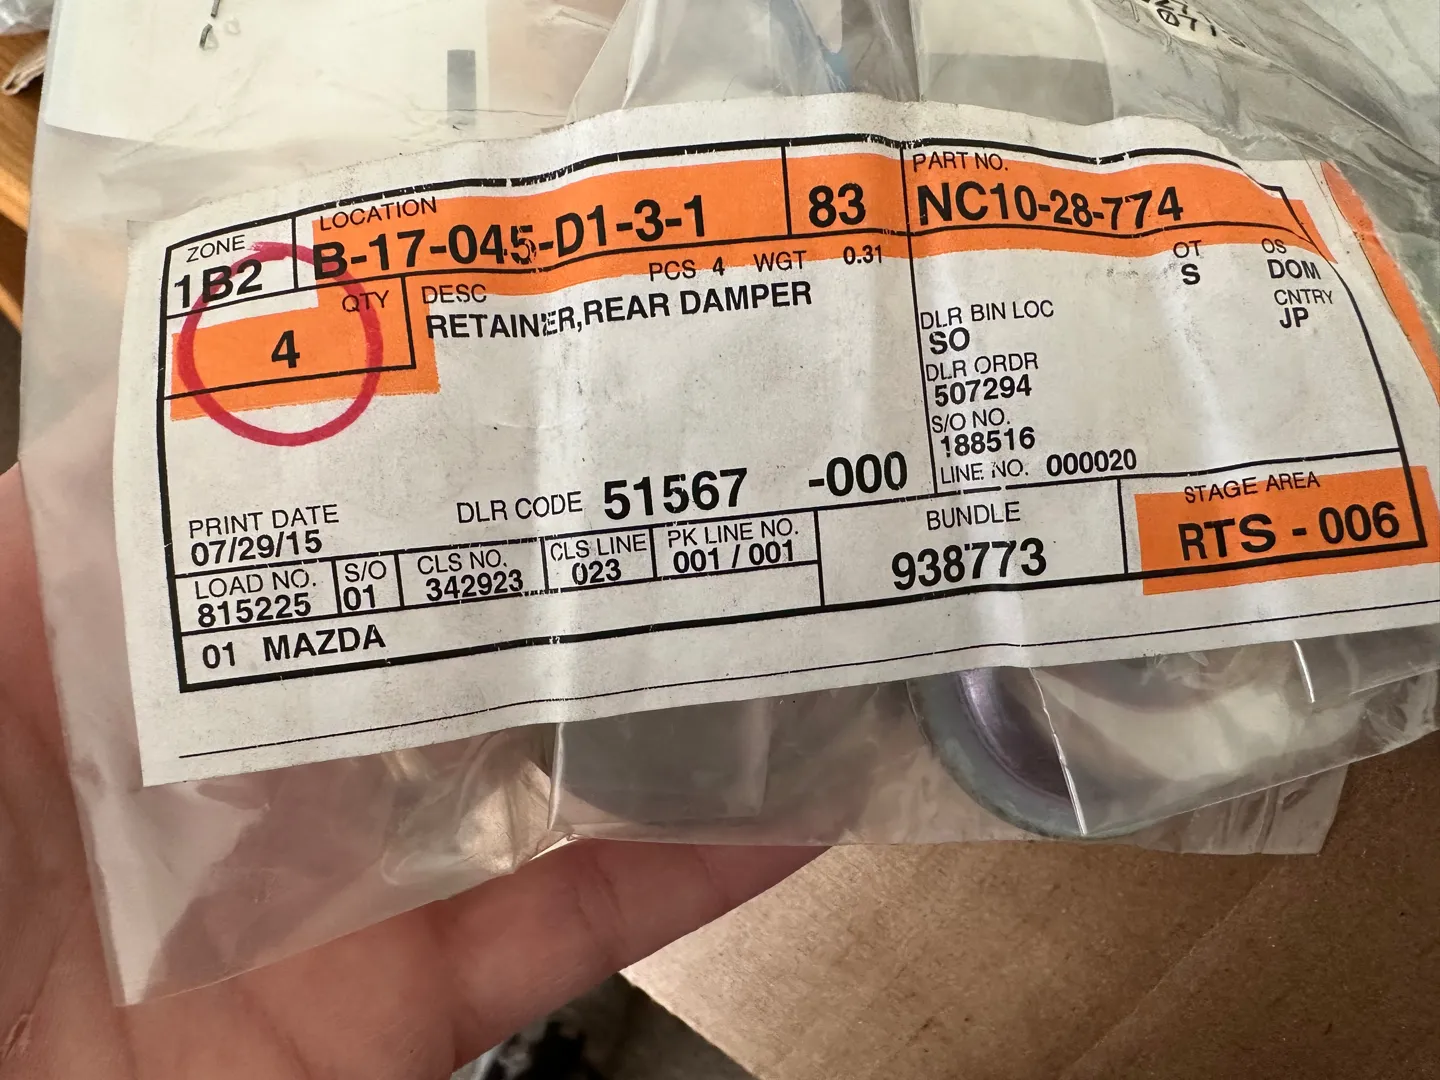 ZONE
1B2
LOCATION
B-17-045-D1-3-1
83
PART NO.
NC10-28-774
QTY
4
DESC
PCS 4 WGT 0.31
RETAINER,REAR DAMPER
OT
S
OS
DOM
CNTRY
JP
DLR BIN LOC
SO
DLR ORDR
507294
S/O NO.
188516
LINE NO. 000020
PRINT DATE
07/29/15
DLR CODE 51567 -000
LOAD NO.
815225
S/O
01
CLS NO.
342923
CLS LINE
023
PK LINE NO.
001 / 001
BUNDLE
938773
STAGE AREA
RTS - 006
01 MAZDA